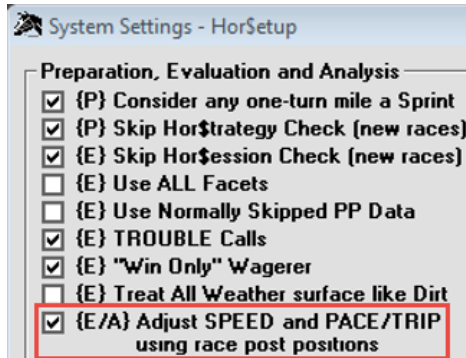 System Settings - Hor$etup
Preparation, Evaluation and Analysis
{P} Consider any one-turn mile a Sprint
{P} Skip Hor$trategy Check (new races)
{E} Skip Hor$ession Check (new races)
{E} Use ALL Facets
{E} Use Normally Skipped PP Data
{E} TROUBLE Calls
{E} "Win Only" Wagerer
{E} Treat All Weather surface like Dirt
{E/A} Adjust SPEED and PACE/TRIP
using race post positions